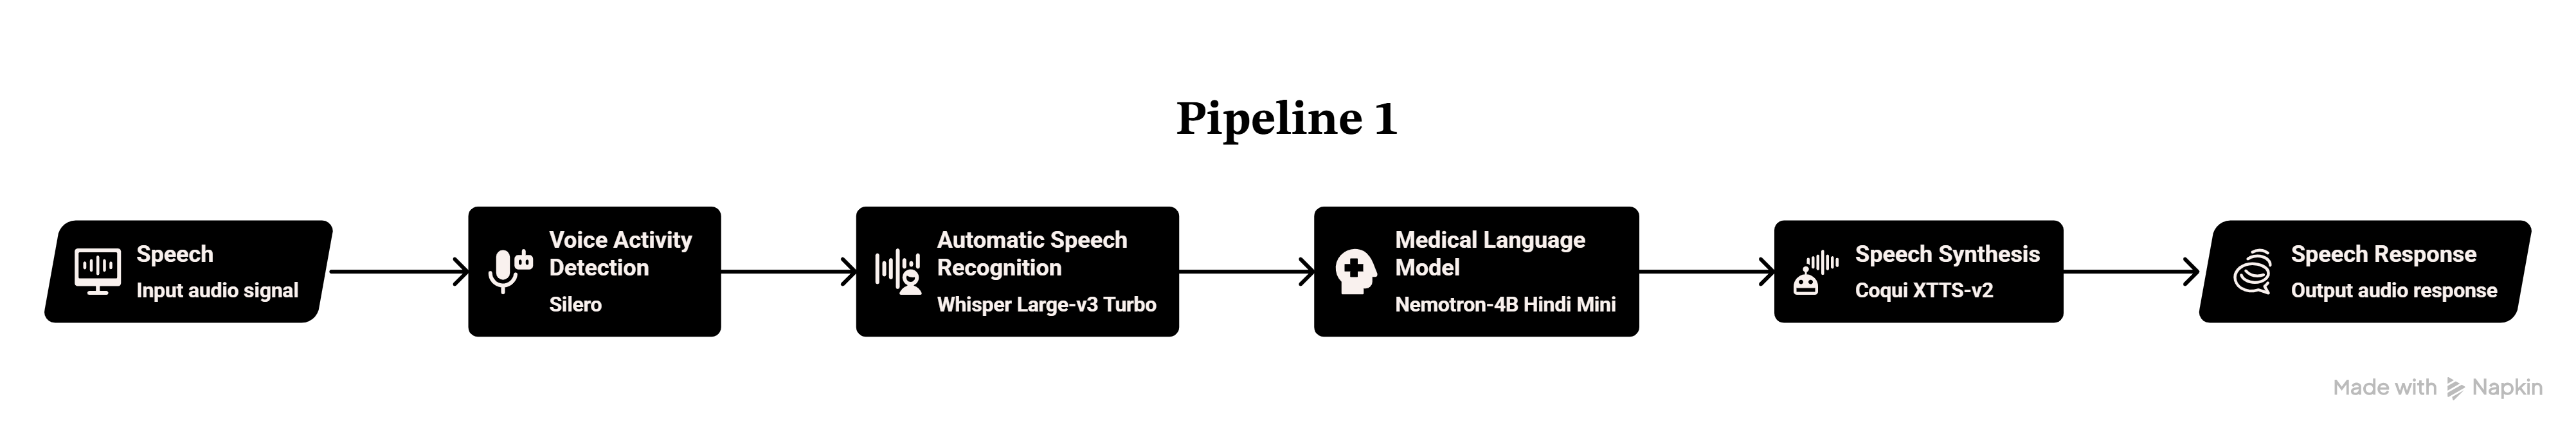 Pipeline 1
Speech
Input audio signal
Voice Activity
Detection
Silero
Automatic Speech
Recognition
Whisper Large-v3 Turbo
Medical Language
Model
Nemotron-4B Hindi Mini
Speech Synthesis
Coqui XTTS-v2
Speech Response
Output audio response
Made with Napkin